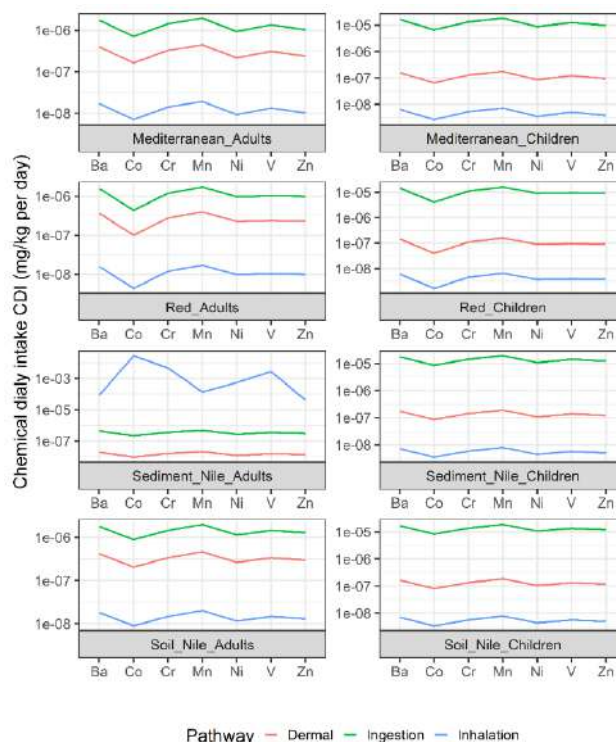 Chemical dialy intake CDI (mg/kg per day)
1e-06
1e-07
1e-08
Mediterranean_Adults
Ba Co Cr Mn Ni V Zn
1e-05
1e-06
1e-07
1e-08
Mediterranean_Children
Ba Co Cr Mn Ni V Zn
1e-06
1e-07
1e-08
Red_Adults
Ba Co Cr Mn Ni V Zn
1e-05
1e-06
1e-07
1e-08
Red_Children
Ba Co Cr Mn Ni V Zn
1e-03
1e-05
1e-07
Sediment_Nile_Adults
Ba Co Cr Mn Ni V Zn
1e-05
1e-06
1e-07
1e-08
Sediment_Nile_Children
Ba Co Cr Mn Ni V Zn
1e-06
1e-07
1e-08
Soil_Nile_Adults
Ba Co Cr Mn Ni V Zn
1e-05
1e-06
1e-07
1e-08
Soil_Nile_Children
Ba Co Cr Mn Ni V Zn
Pathway Dermal Ingestion Inhalation